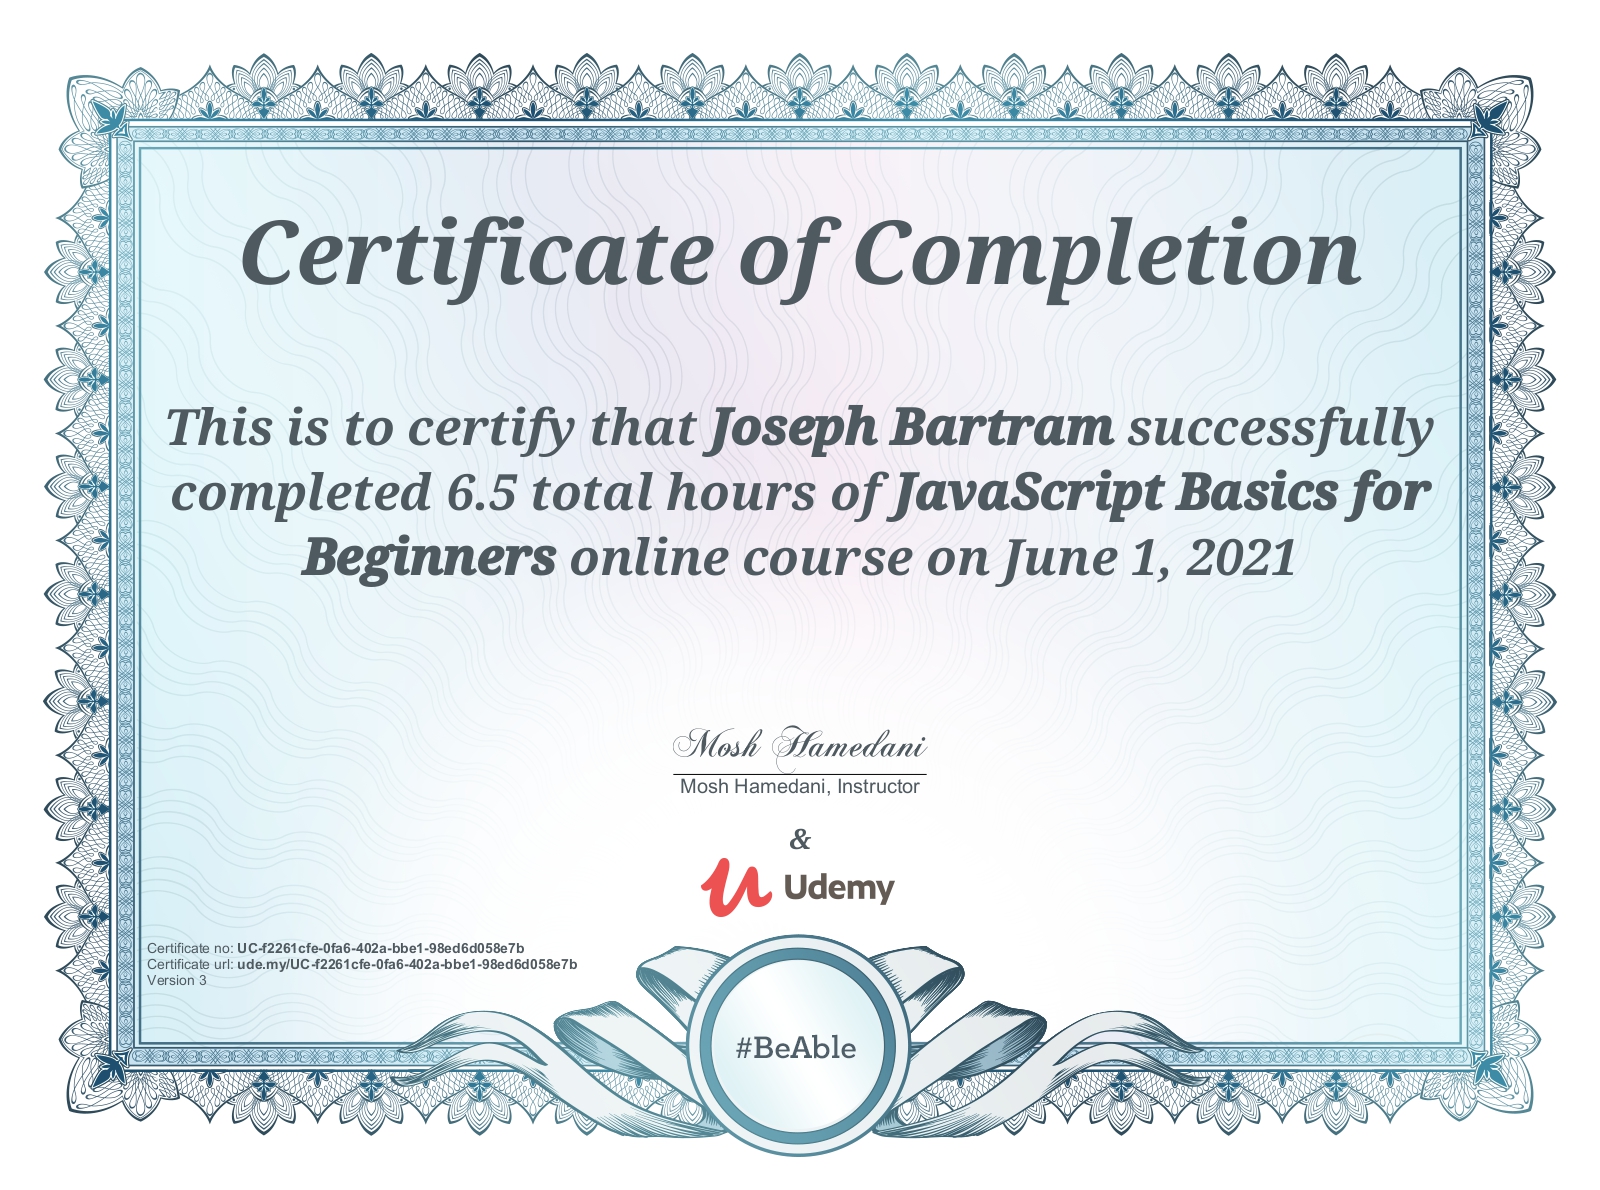 Certificate of Completion
This is to certify that Joseph Bartram successfully
completed 6.5 total hours of JavaScript Basics for
Beginners online course on June 1, 2021
Mosh Hamedani
Mosh Hamedani, Instructor
&
Udemy
Certificate no: UC-f2261cfe-0fa6-402a-bbe1-98ed6d058e7b
Certificate url: ude.my/UC-f2261cfe-0fa6-402a-bbe1-98ed6d058e7b
Version 3
#BeAble